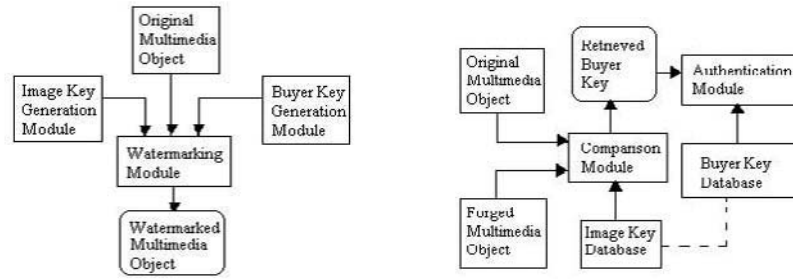 Original
Multimedia
Object
Image Key
Generation
Module
Buyer Key
Generation
Module
Watermarking
Module
Watermarked
Multimedia
Object
Original
Multimedia
Object
Retrieved
Buyer
Key
Authentication
Module
Comparison
Module
Buyer Key
Database
Forged
Multimedia
Object
Image Key
Database